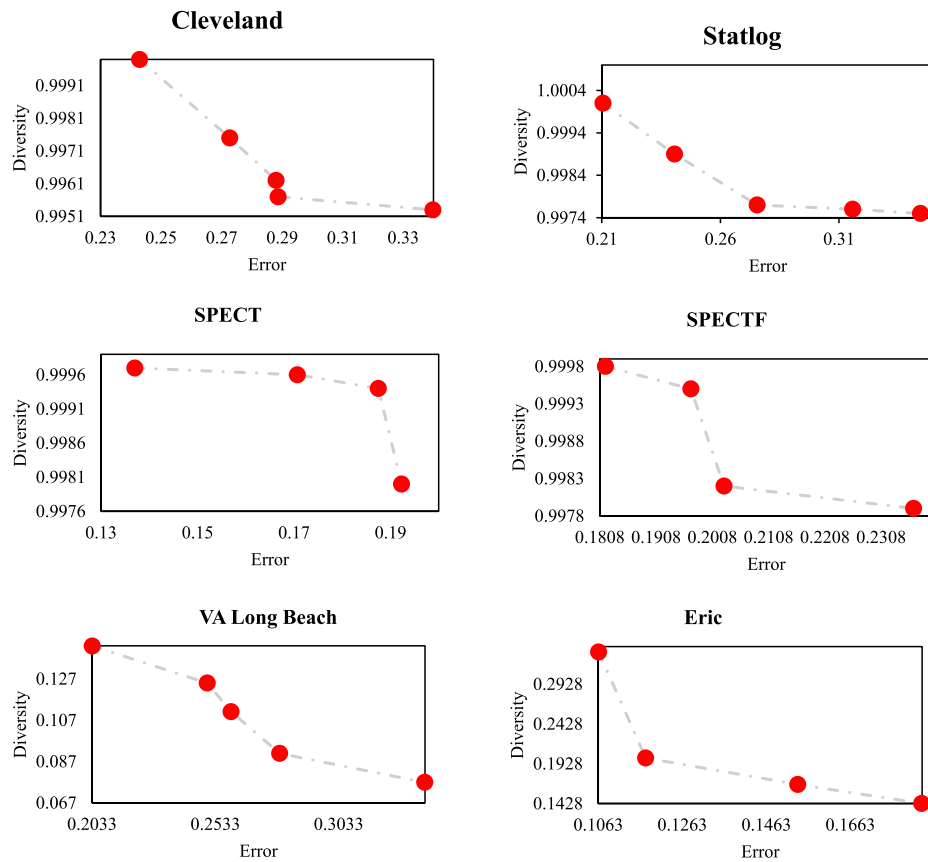 Cleveland
Diversity
0.9991
0.9981
0.9971
0.9961
0.9951
0.23 0.25 0.27 0.29 0.31 0.33
Error
Statlog
Diversity
1.0004
0.9994
0.9984
0.9974
0.21 0.26 0.31
Error
SPECT
Diversity
0.9996
0.9991
0.9986
0.9981
0.9976
0.13 0.15 0.17 0.19
Error
SPECTF
Diversity
0.9998
0.9993
0.9988
0.9983
0.9978
0.1808 0.1908 0.2008 0.2108 0.2208 0.2308
Error
VA Long Beach
Diversity
0.127
0.107
0.087
0.067
0.2033 0.2533 0.3033
Error
Eric
Diversity
0.2928
0.2428
0.1928
0.1428
0.1063 0.1263 0.1463 0.1663
Error